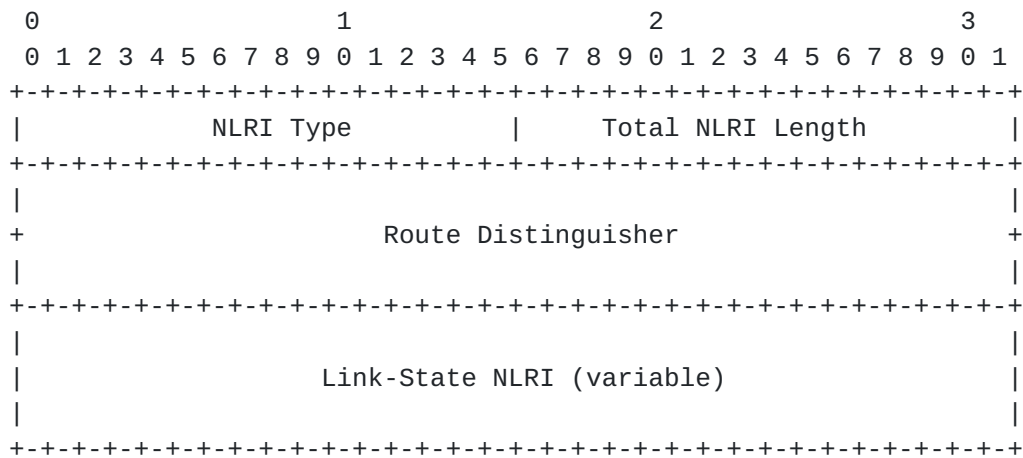 0                   1                   2                   3
 0 1 2 3 4 5 6 7 8 9 0 1 2 3 4 5 6 7 8 9 0 1 2 3 4 5 6 7 8 9 0 1
+-+-+-+-+-+-+-+-+-+-+-+-+-+-+-+-+-+-+-+-+-+-+-+-+-+-+-+-+-+-+-+-+
|            NLRI Type          |     Total NLRI Length         |
+-+-+-+-+-+-+-+-+-+-+-+-+-+-+-+-+-+-+-+-+-+-+-+-+-+-+-+-+-+-+-+-+
|                                                               |
+                       Route Distinguisher                     +
|                                                               |
+-+-+-+-+-+-+-+-+-+-+-+-+-+-+-+-+-+-+-+-+-+-+-+-+-+-+-+-+-+-+-+-+
|                                                               |
|                   Link-State NLRI (variable)                  |
|                                                               |
+-+-+-+-+-+-+-+-+-+-+-+-+-+-+-+-+-+-+-+-+-+-+-+-+-+-+-+-+-+-+-+-+